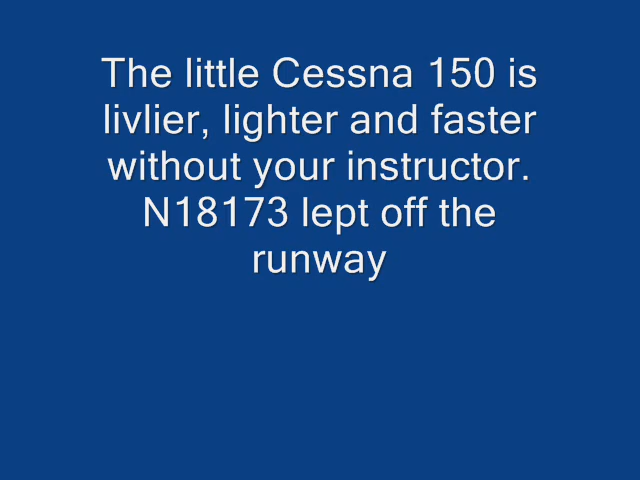 The little Cessna 150 is
livlier, lighter and faster
without your instructor.
N18173 lept off the
runway